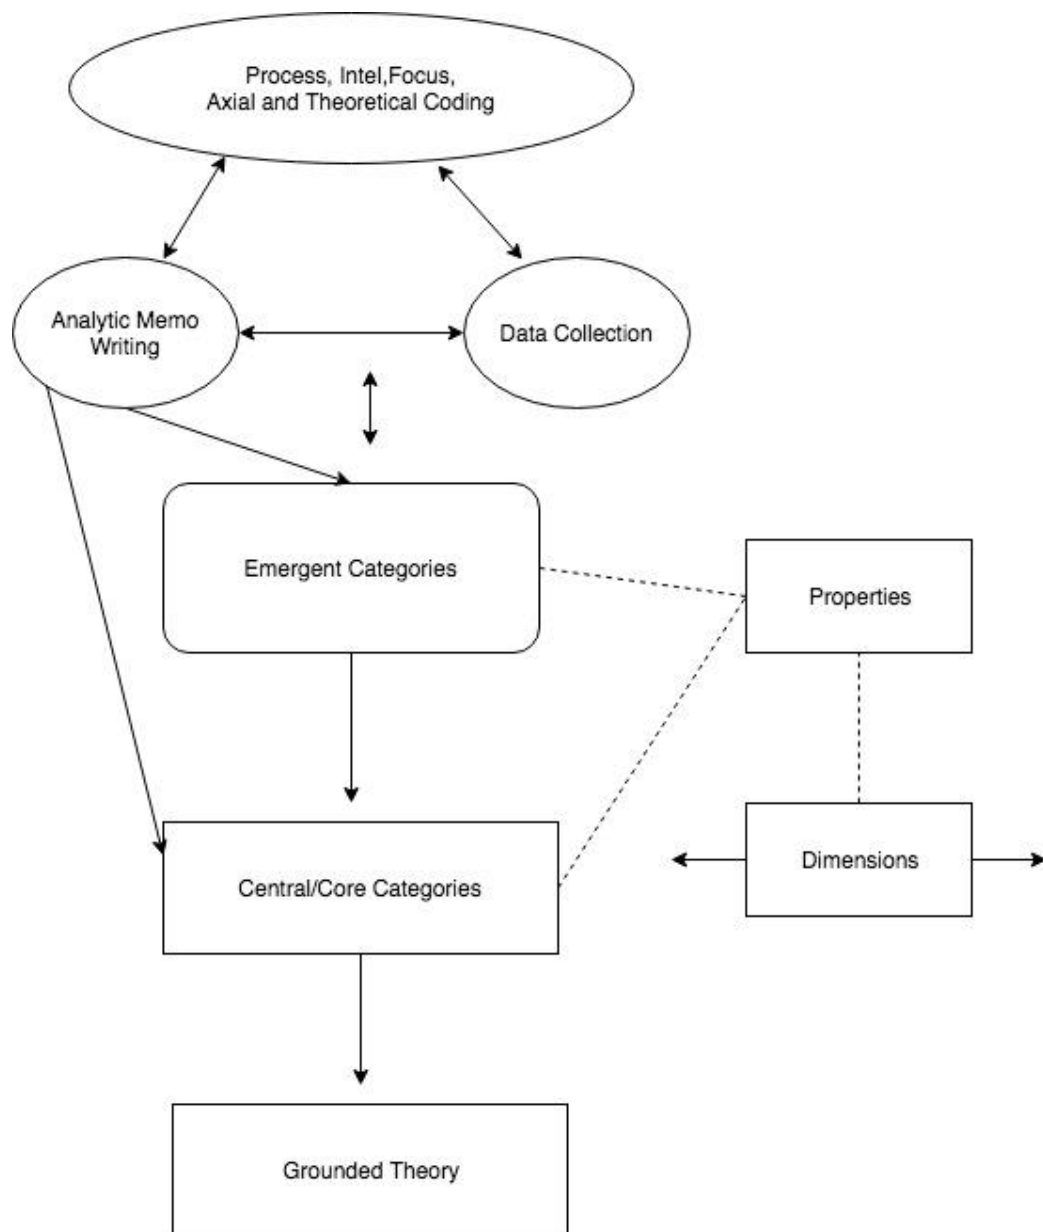 Process, Intel,Focus,
Axial and Theoretical Coding
Analytic Memo
Writing
Data Collection
Emergent Categories
Properties
Dimensions
Central/Core Categories
Grounded Theory